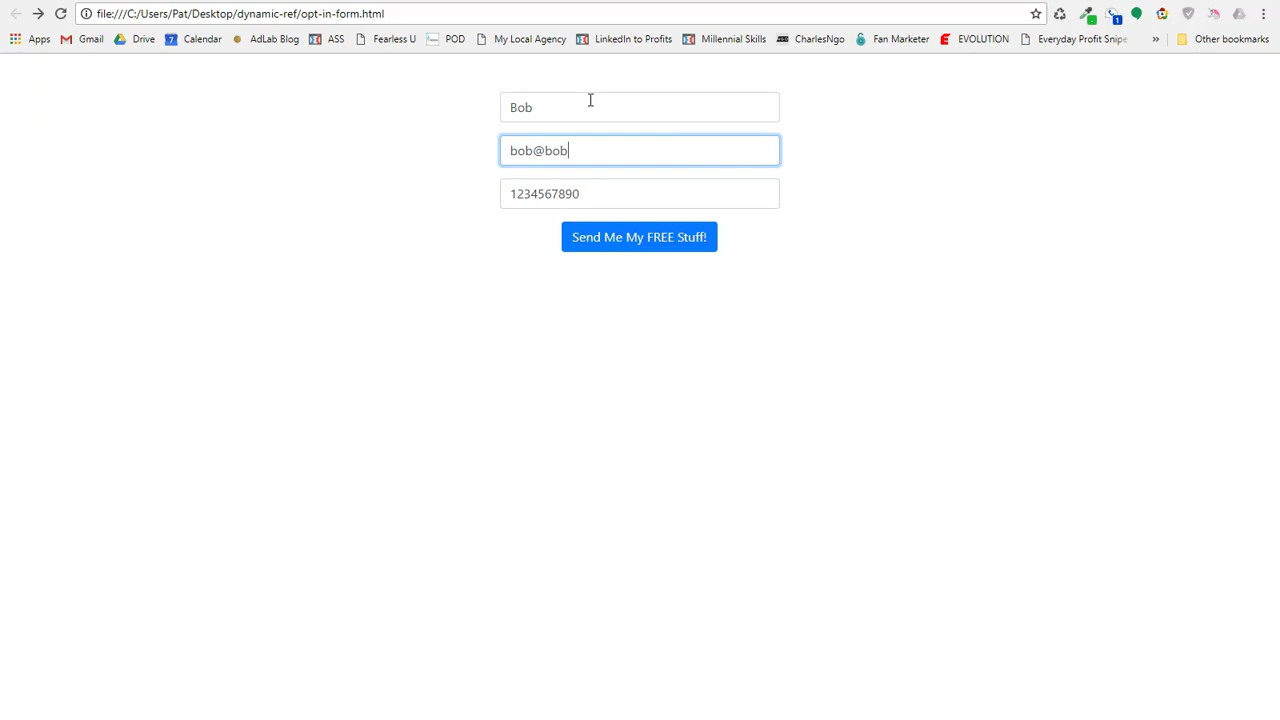 file:///C:/Users/Pat/Desktop/dynamic-ref/opt-in-form.html
Apps Gmail Drive 7 Calendar AdLab Blog ASS Fearless U POD My Local Agency LinkedIn to Profits Millennial Skills CharlesNgo Fan Marketer EVOLUTION Everyday Profit Snipe » Other bookmarks
Bob
bob@bob
1234567890
Send Me My FREE Stuff!